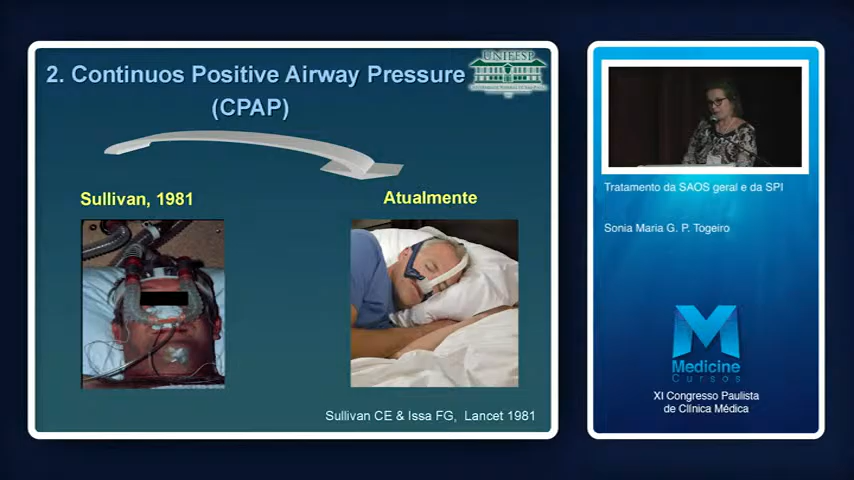 2. Continuos Positive Airway Pressure
(CPAP)
UNIFESP
Sullivan, 1981
Atualmente
Sullivan CE & Issa FG, Lancet 1981
Tratamento da SAOS geral e da SPI
Sonia Maria G. P. Togeiro
Medicine
Cursos
XI Congresso Paulista
de Clínica Médica